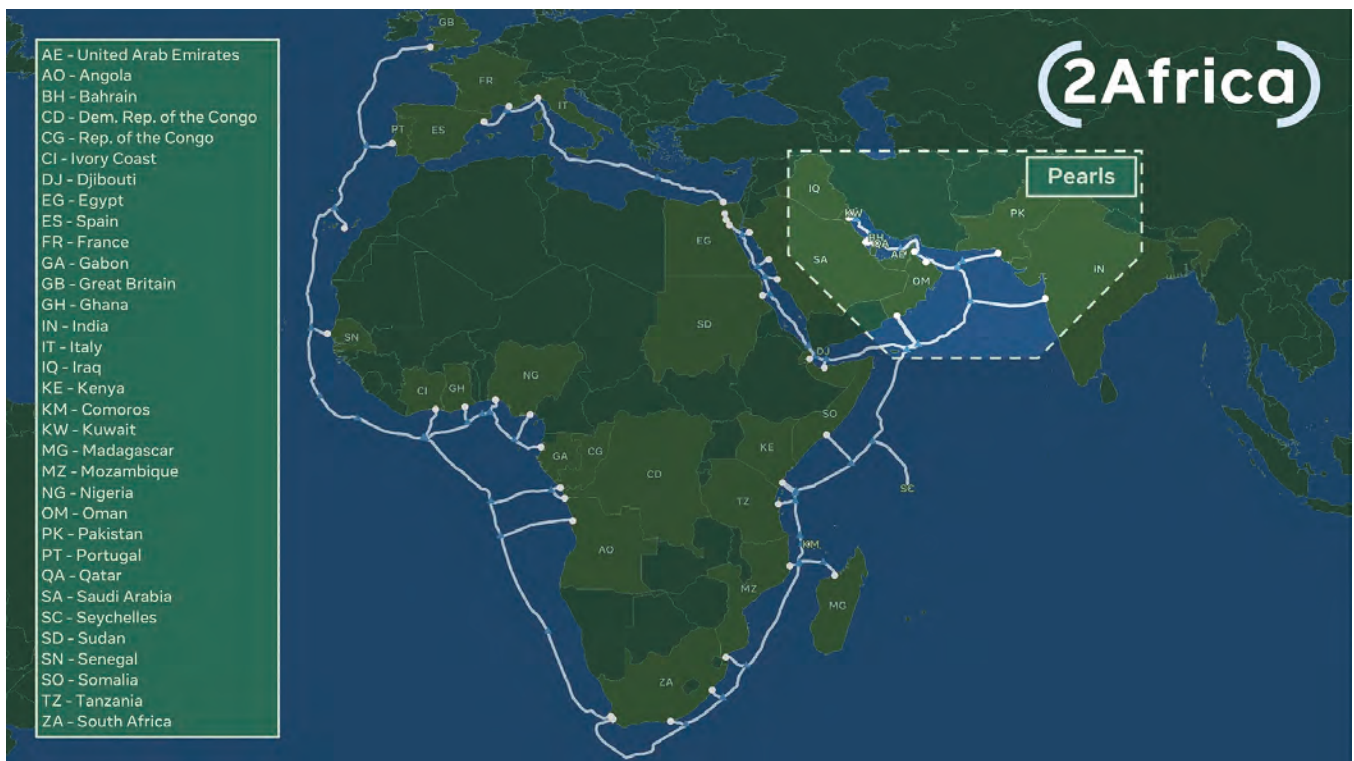 AE - United Arab Emirates
AO - Angola
BH - Bahrain
CD - Dem. Rep. of the Congo
CG - Rep. of the Congo
CI - Ivory Coast
DJ - Djibouti
EG - Egypt
ES - Spain
FR - France
GA - Gabon
GB - Great Britain
GH - Ghana
IN - India
IT - Italy
IQ - Iraq
KE - Kenya
KM - Comoros
KW - Kuwait
MG - Madagascar
MZ - Mozambique
NG - Nigeria
OM - Oman
PK - Pakistan
PT - Portugal
QA - Qatar
SA - Saudi Arabia
SC - Seychelles
SD - Sudan
SN - Senegal
SO - Somalia
TZ - Tanzania
ZA - South Africa
(2Africa)
Pearls
GB
FR
IT
PT
ES
IQ
KW
PK
BH
QA
AE
EG
SA
IN
OM
SD
SN
DJ
NG
CI
GH
SO
KE
GA
CG
CD
SC
TZ
KM
AO
MZ
MG
ZA